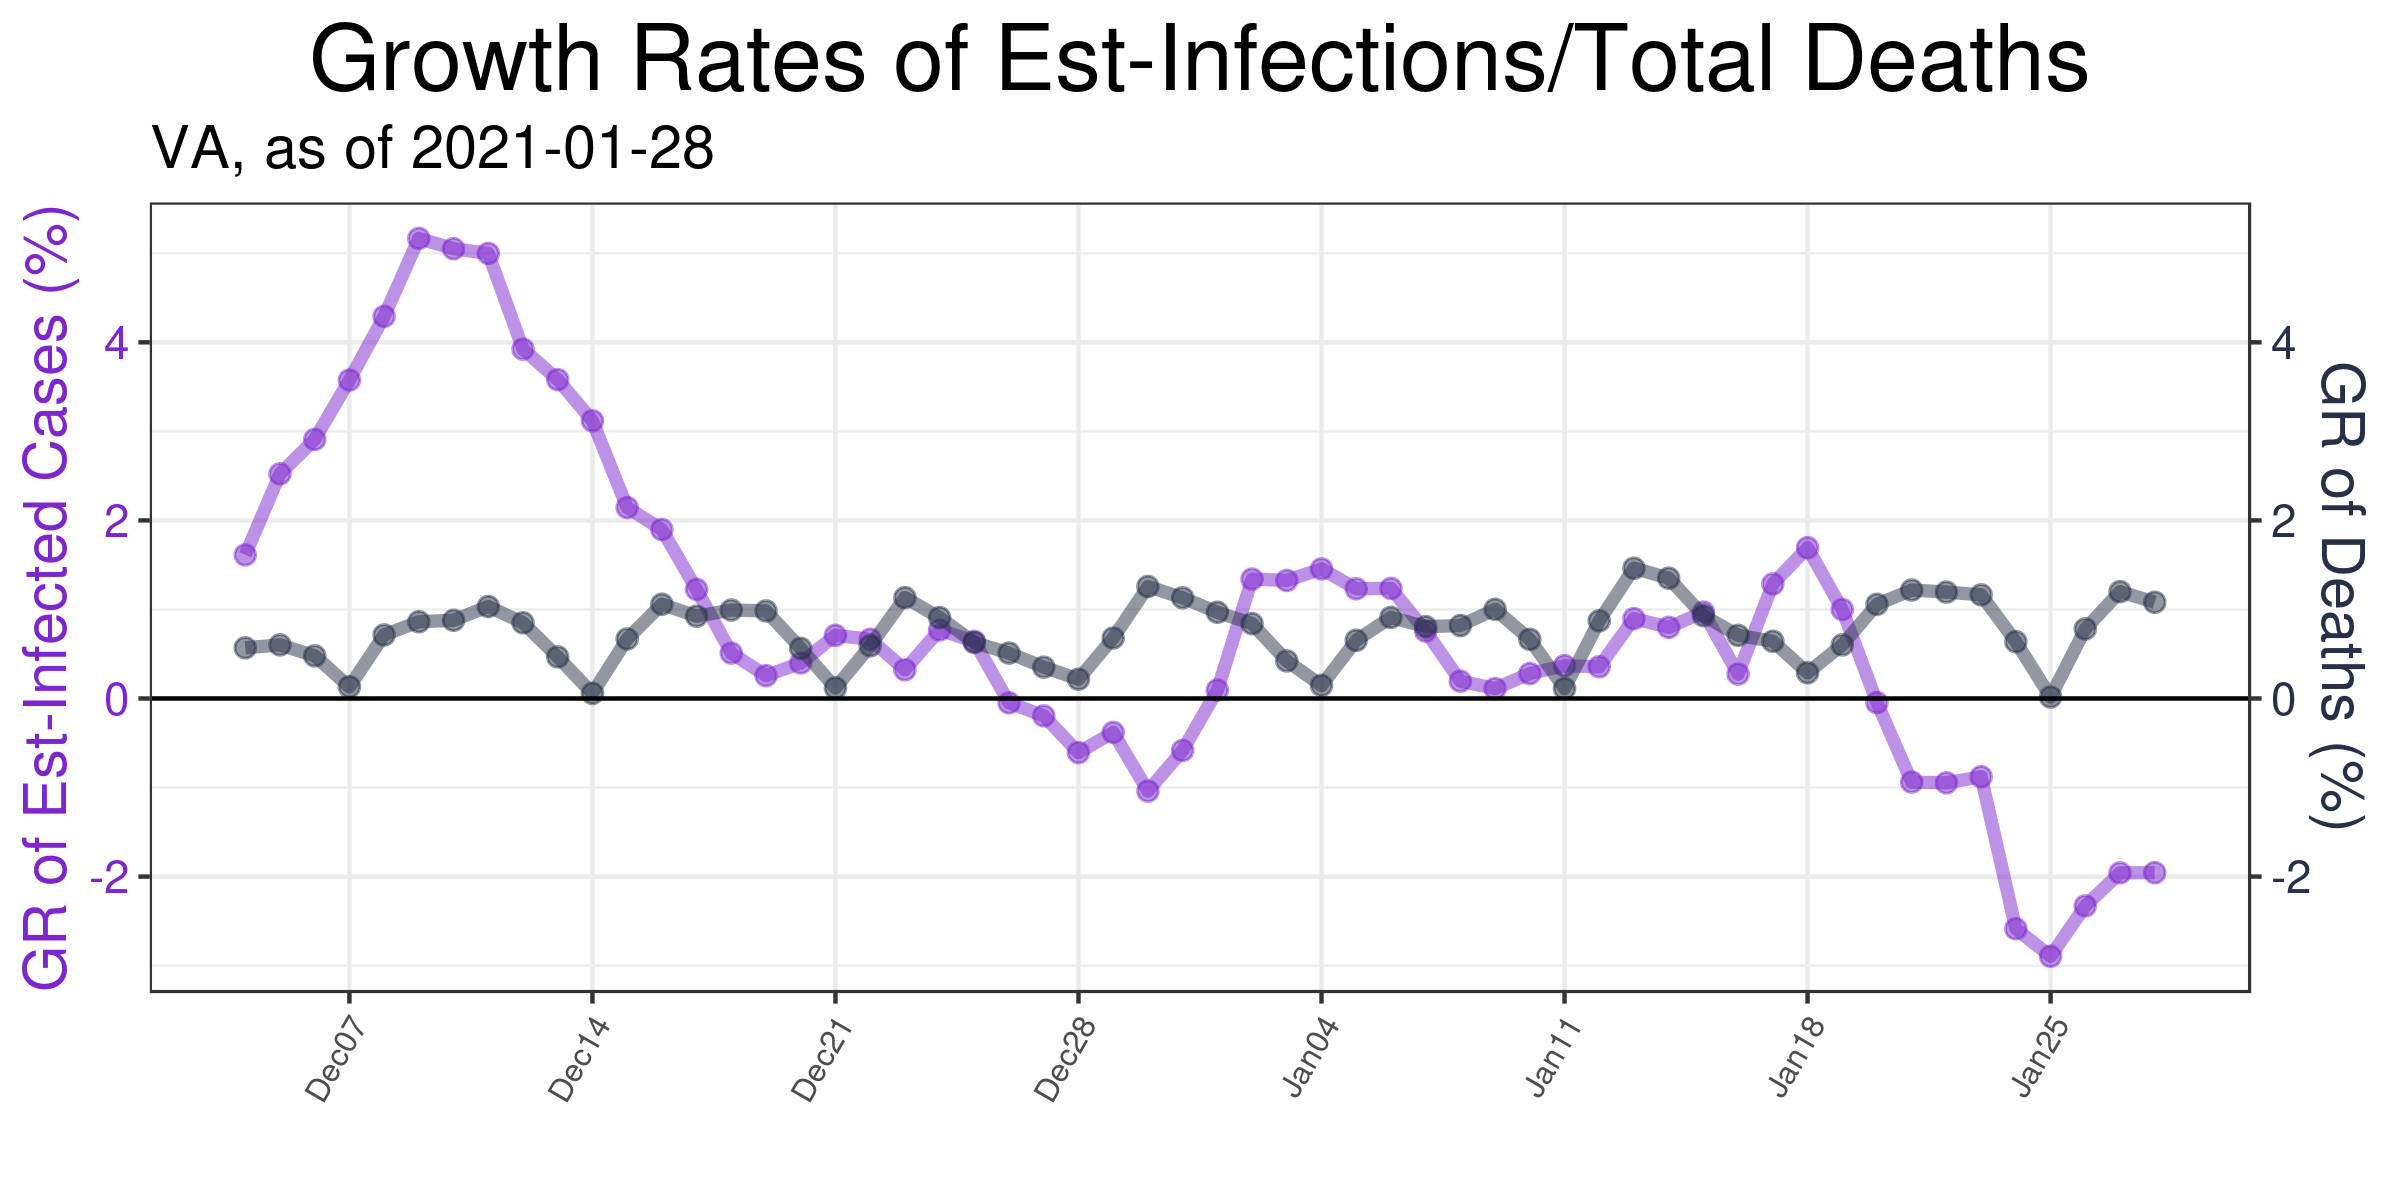 Growth Rates of Est-Infections/Total Deaths
VA, as of 2021-01-28
GR of Est-Infected Cases (%)
4
2
0
-2
4
2
0
-2
GR of Deaths (%)
Dec07
Dec14
Dec21
Dec28
Jan04
Jan11
Jan18
Jan25